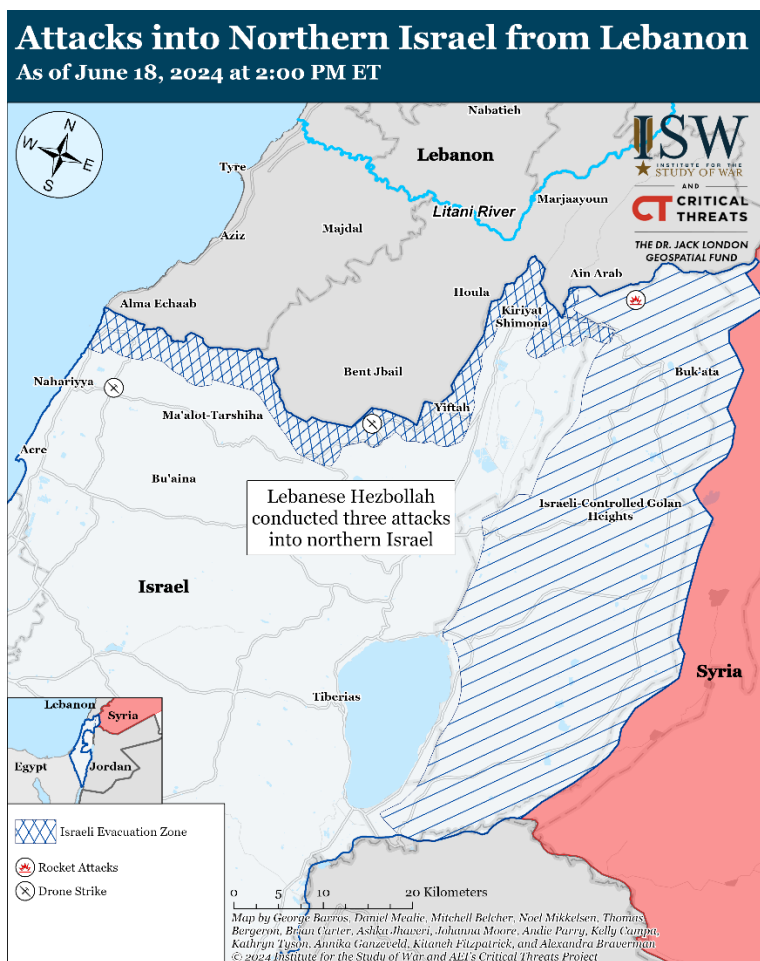 Attacks into Northern Israel from Lebanon
As of June 18, 2024 at 2:00 PM ET
N
W
E
S
Nabatieh
Lebanon
ISW
INSTITUTE FOR THE
STUDY OF WAR
AND
CT CRITICAL
THREATS
THE DR. JACK LONDON
GEOSPATIAL FUND
Tyre
Marjaayoun
Litani River
Aziz
Majdal
Ain Arab
Houla
Alma Echaab
Kiriyat
Shimona
Bent Jbail
Buk'ata
Nahariyya
Yiftah
Ma'alot-Tarshiha
Acre
Bu'aina
Lebanese Hezbollah
conducted three attacks
into northern Israel
Israeli-Controlled Golan
Heights
Israel
Syria
Tiberias
Lebanon
Syria
Egypt
Jordan
Israeli Evacuation Zone
Rocket Attacks
Drone Strike
0 5 10 20 Kilometers
Map by George Barros, Daniel Mealie, Mitchell Belcher, Noel Mikkelsen, Thomas
Bergeron, Brian Carter, Ashka Jhaveri, Johanna Moore, Andie Parry, Kelly Campa,
Kathryn Tyson, Annika Ganzeveld, Kitaneh Fitzpatrick, and Alexandra Braverman
© 2024 Institute for the Study of War and AEI's Critical Threats Project